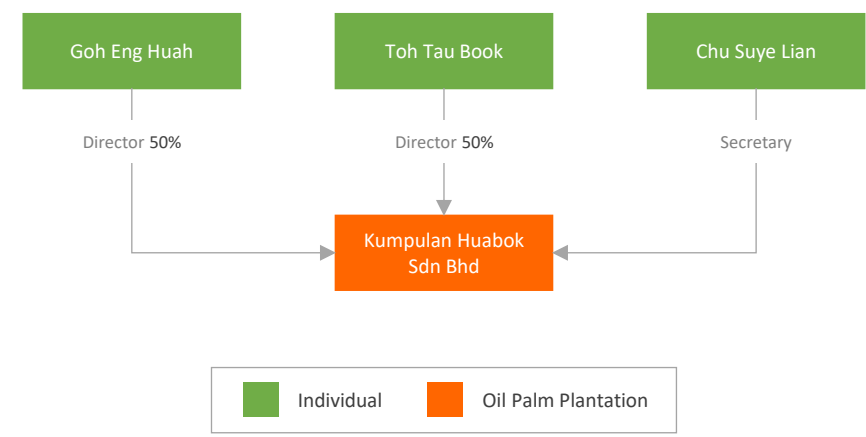 Goh Eng Huah
Toh Tau Book
Chu Suye Lian
Director 50%
Director 50%
Secretary
Kumpulan Huabok
Sdn Bhd
Individual
Oil Palm Plantation